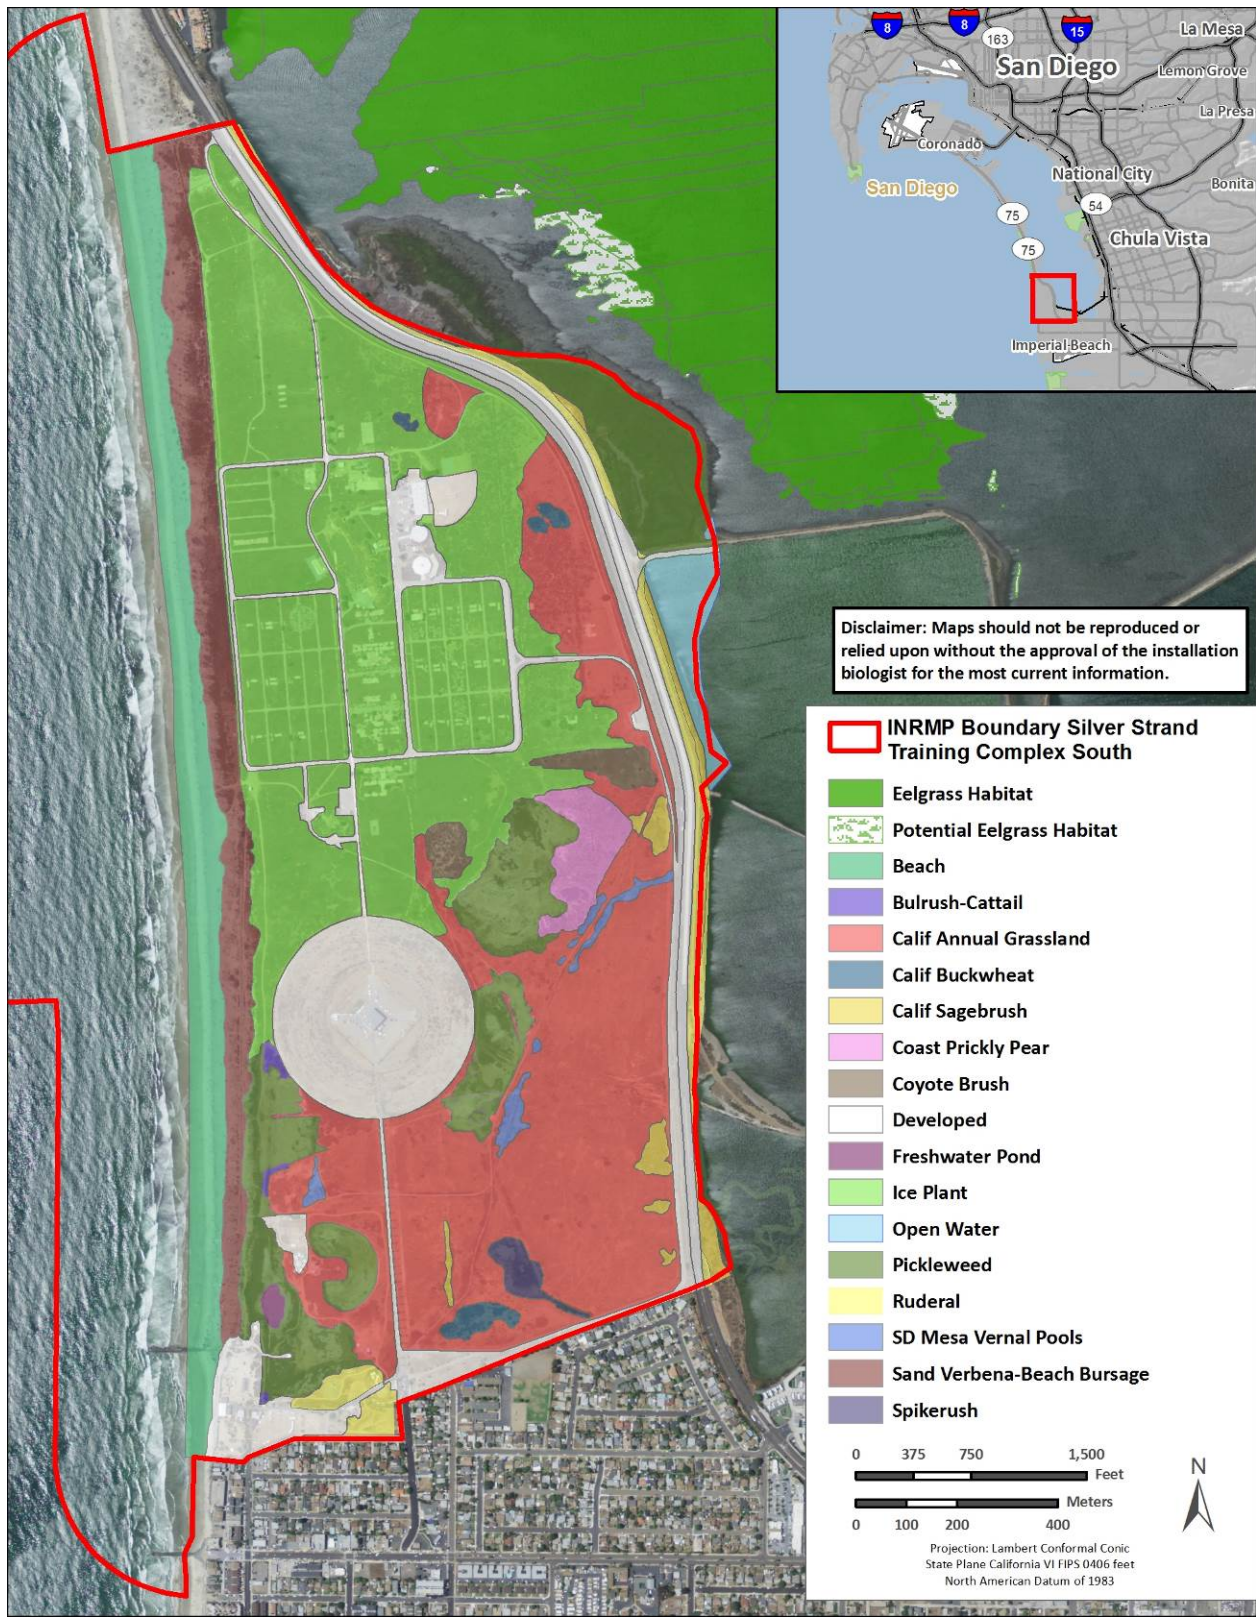 8
8
15
163
La Mesa
San Diego
Lemon Grove
La Presa
Coronado
National City
San Diego
Bonita
54
75
Chula Vista
75
Imperial Beach
Disclaimer: Maps should not be reproduced or
relied upon without the approval of the installation
biologist for the most current information.
INRMP Boundary Silver Strand
Training Complex South
Eelgrass Habitat
Potential Eelgrass Habitat
Beach
Bulrush-Cattail
Calif Annual Grassland
Calif Buckwheat
Calif Sagebrush
Coast Prickly Pear
Coyote Brush
Developed
Freshwater Pond
Ice Plant
Open Water
Pickleweed
Ruderal
SD Mesa Vernal Pools
Sand Verbena-Beach Bursage
Spikerush
0 375 750 1,500
Feet
Meters
0 100 200 400
N
Projection: Lambert Conformal Conic
State Plane California VI FIPS 0406 feet
North American Datum of 1983